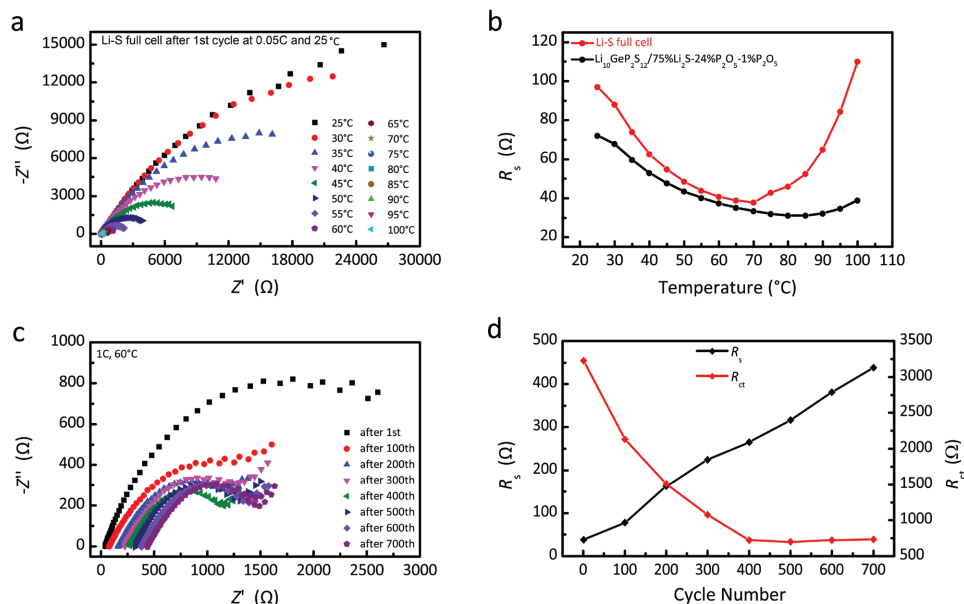 a
Li-S full cell after 1st cycle at 0.05C and 25℃
15000
12000
9000
6000
3000
0
-Z'' (Ω)
25°C
30°C
35°C
40°C
45°C
50°C
55°C
60°C
65°C
70°C
75°C
80°C
85°C
90°C
95°C
100°C
0 6000 12000 18000 24000 30000
Z' (Ω)
b
Li-S full cell
Li₁₀GeP₂S₁₂/75%Li₂S-24%P₂O₅-1%P₂O₅
120
100
80
60
40
20
Rₛ (Ω)
20 30 40 50 60 70 80 90 100 110
Temperature (°C)
c
1C, 60°C
1000
800
600
400
200
0
-Z'' (Ω)
after 1st
after 100th
after 200th
after 300th
after 400th
after 500th
after 600th
after 700th
0 500 1000 1500 2000 2500 3000
Z' (Ω)
d
Rₛ
R_ct
500
400
300
200
100
0
Rₛ (Ω)
3500
3000
2500
2000
1500
1000
500
R_ct (Ω)
0 100 200 300 400 500 600 700
Cycle Number